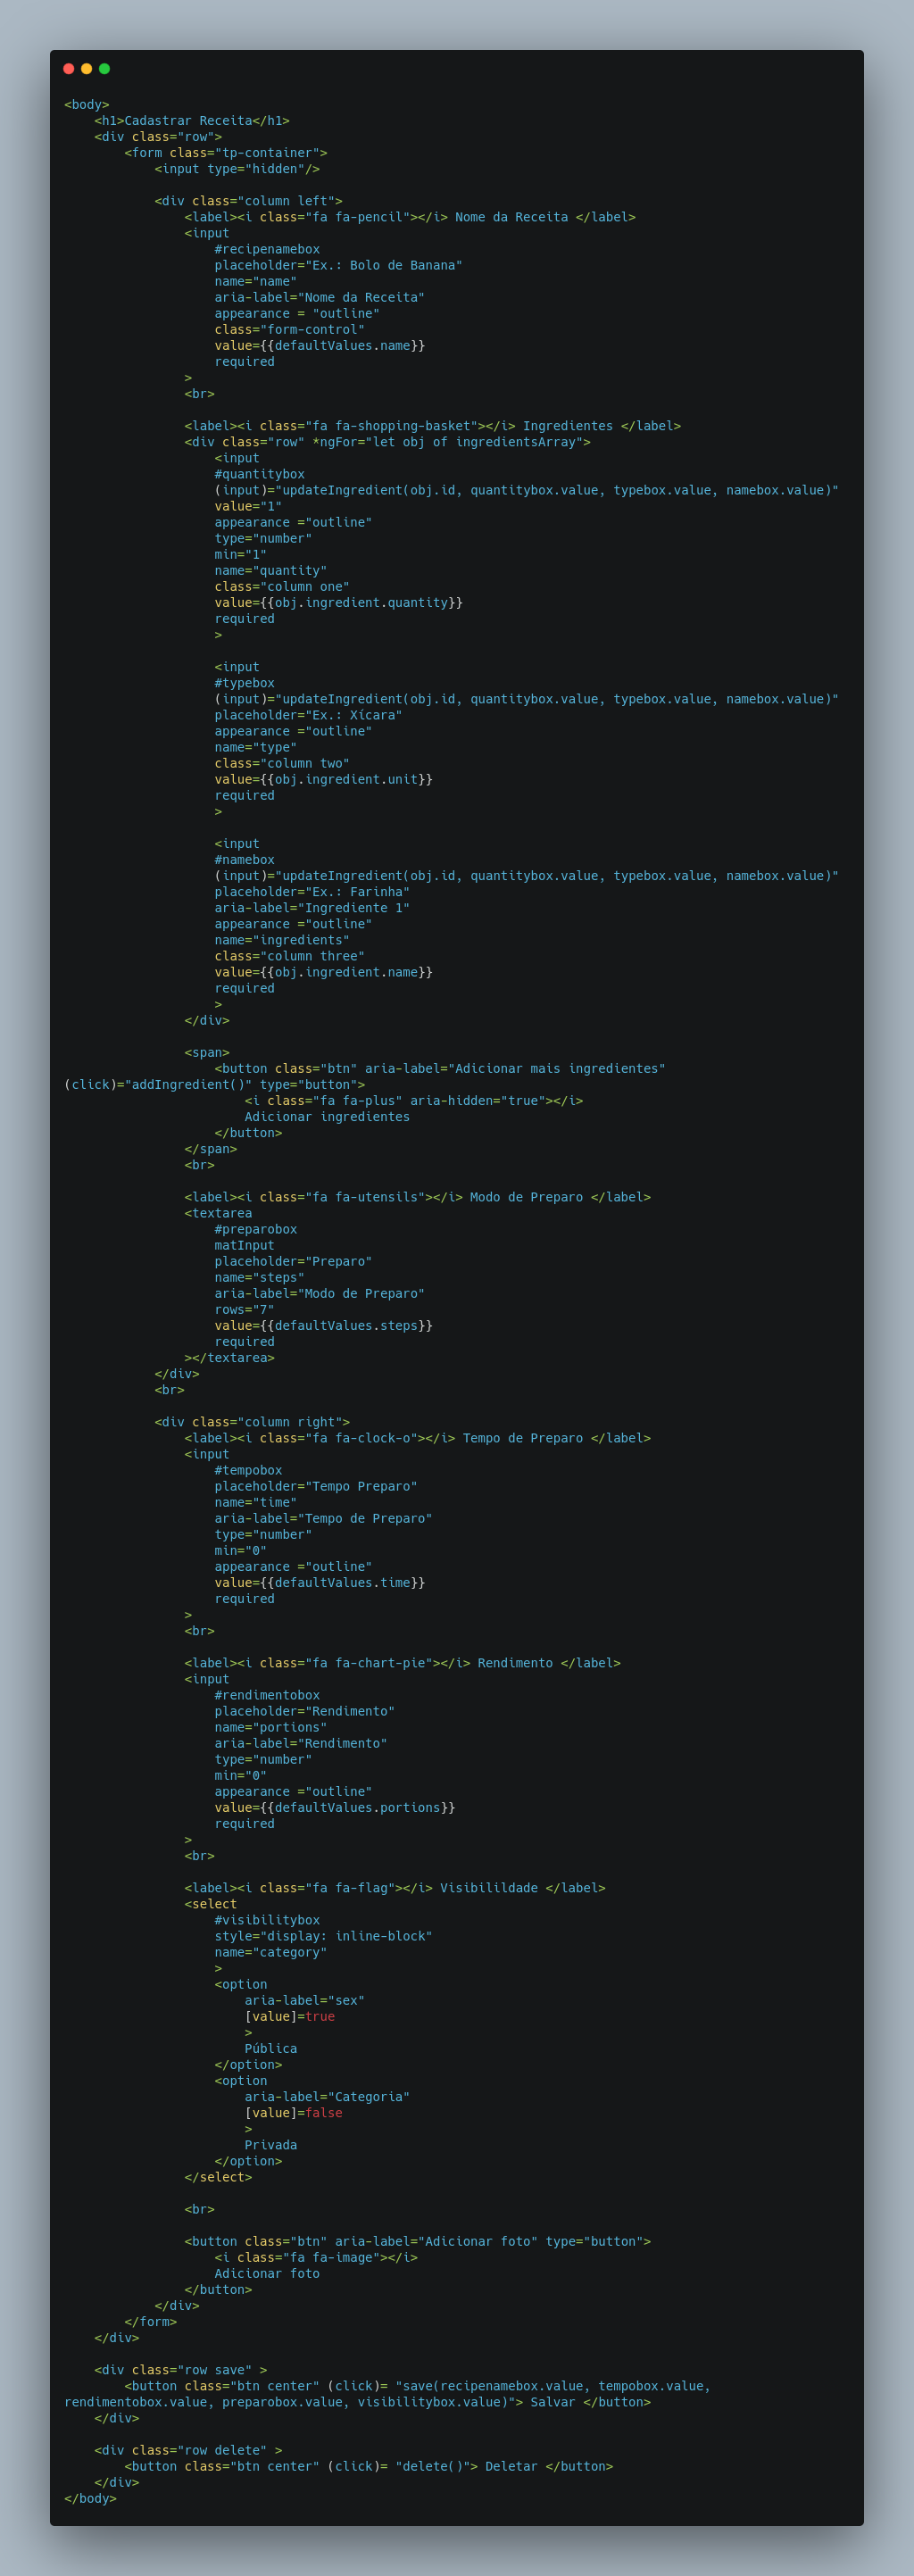 <body>
    <h1>Cadastrar Receita</h1>
    <div class="row">
        <form class="tp-container">
            <input type="hidden"/>

            <div class="column left">
                <label><i class="fa fa-pencil"></i> Nome da Receita </label>
                <input
                    #recipenamebox
                    placeholder="Ex.: Bolo de Banana"
                    name="name"
                    aria-label="Nome da Receita"
                    appearance = "outline"
                    class="form-control"
                    value={{defaultValues.name}}
                    required
                >
                <br>

                <label><i class="fa fa-shopping-basket"></i> Ingredientes </label>
                <div class="row" *ngFor="let obj of ingredientsArray">
                    <input
                    #quantitybox
                    (input)="updateIngredient(obj.id, quantitybox.value, typebox.value, namebox.value)"
                    value="1"
                    appearance ="outline"
                    type="number"
                    min="1"
                    name="quantity"
                    class="column one"
                    value={{obj.ingredient.quantity}}
                    required
                    >

                    <input
                    #typebox
                    (input)="updateIngredient(obj.id, quantitybox.value, typebox.value, namebox.value)"
                    placeholder="Ex.: Xícara"
                    appearance ="outline"
                    name="type"
                    class="column two"
                    value={{obj.ingredient.unit}}
                    required
                    >

                    <input
                    #namebox
                    (input)="updateIngredient(obj.id, quantitybox.value, typebox.value, namebox.value)"
                    placeholder="Ex.: Farinha"
                    aria-label="Ingrediente 1"
                    appearance ="outline"
                    name="ingredients"
                    class="column three"
                    value={{obj.ingredient.name}}
                    required
                    >
                </div>

                <span>
                    <button class="btn" aria-label="Adicionar mais ingredientes"
(click)="addIngredient()" type="button">
                        <i class="fa fa-plus" aria-hidden="true"></i>
                        Adicionar ingredientes
                    </button>
                </span>
                <br>

                <label><i class="fa fa-utensils"></i> Modo de Preparo </label>
                <textarea
                    #preparobox
                    matInput
                    placeholder="Preparo"
                    name="steps"
                    aria-label="Modo de Preparo"
                    rows="7"
                    value={{defaultValues.steps}}
                    required
                ></textarea>
            </div>
            <br>

            <div class="column right">
                <label><i class="fa fa-clock-o"></i> Tempo de Preparo </label>
                <input
                    #tempobox
                    placeholder="Tempo Preparo"
                    name="time"
                    aria-label="Tempo de Preparo"
                    type="number"
                    min="0"
                    appearance ="outline"
                    value={{defaultValues.time}}
                    required
                >
                <br>

                <label><i class="fa fa-chart-pie"></i> Rendimento </label>
                <input
                    #rendimentobox
                    placeholder="Rendimento"
                    name="portions"
                    aria-label="Rendimento"
                    type="number"
                    min="0"
                    appearance ="outline"
                    value={{defaultValues.portions}}
                    required
                >
                <br>

                <label><i class="fa fa-flag"></i> Visibilildade </label>
                <select
                    #visibilitybox
                    style="display: inline-block"
                    name="category"
                    >
                    <option
                        aria-label="sex"
                        [value]=true
                        >
                        Pública
                    </option>
                    <option
                        aria-label="Categoria"
                        [value]=false
                        >
                        Privada
                    </option>
                </select>

                <br>

                <button class="btn" aria-label="Adicionar foto" type="button">
                    <i class="fa fa-image"></i>
                    Adicionar foto
                </button>
            </div>
        </form>
    </div>

    <div class="row save" >
        <button class="btn center" (click)= "save(recipenamebox.value, tempobox.value,
rendimentobox.value, preparobox.value, visibilitybox.value)"> Salvar </button>
    </div>

    <div class="row delete" >
        <button class="btn center" (click)= "delete()"> Deletar </button>
    </div>
</body>